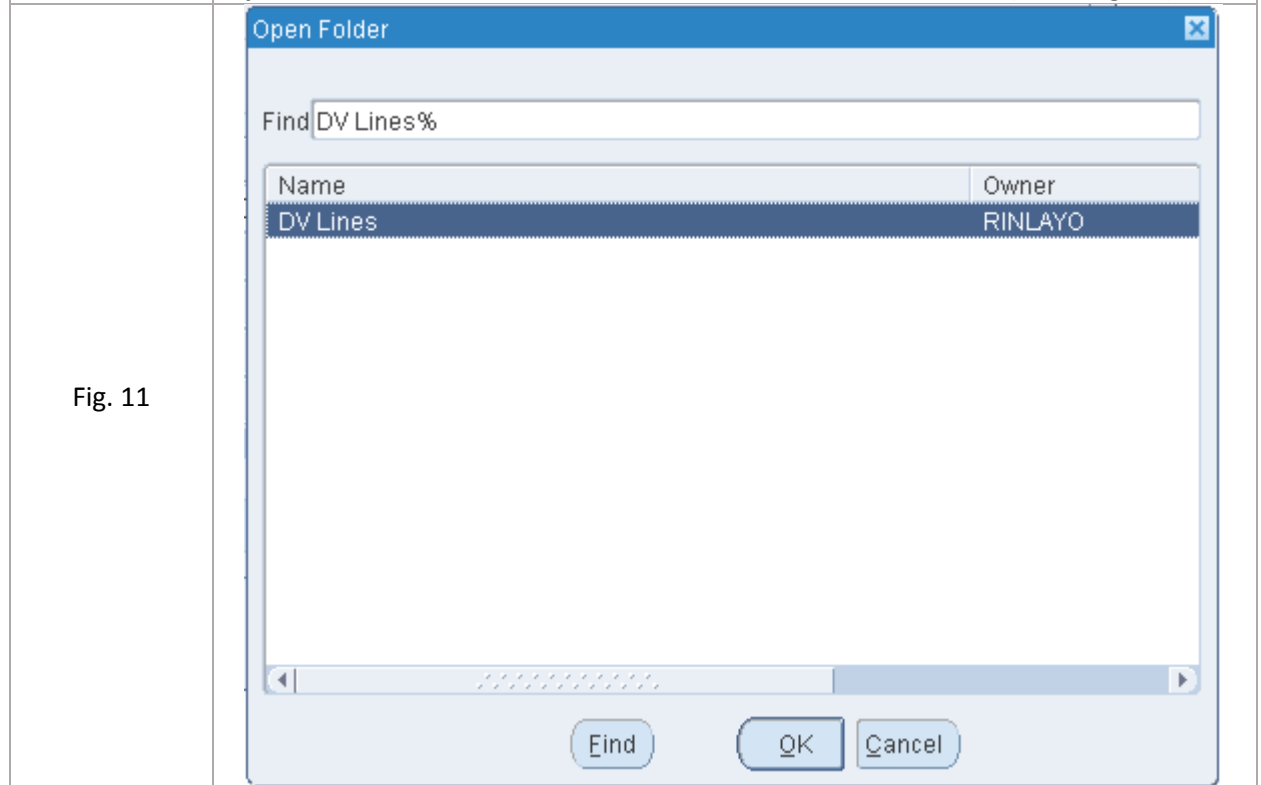 Open Folder
Find DV Lines%
Name Owner
DV Lines RINLAYO
Fig. 11
Find OK Cancel